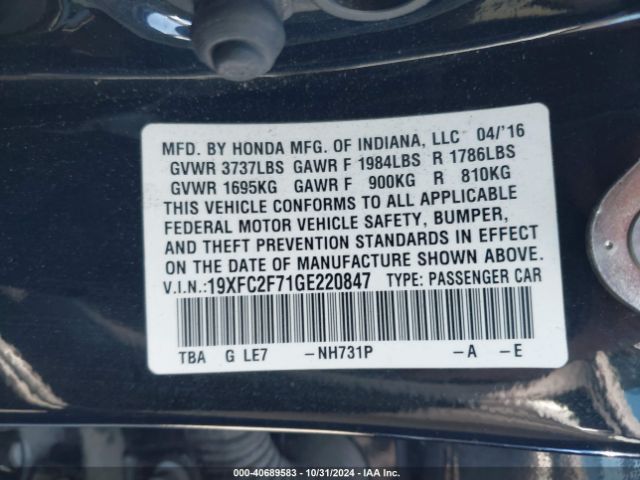 MFD. BY HONDA MFG. OF INDIANA, LLC 04/'16
GVWR 3737LBS GAWR F 1984LBS R 1786LBS
GVWR 1695KG GAWR F 900KG R 810KG
THIS VEHICLE CONFORMS TO ALL APPLICABLE
FEDERAL MOTOR VEHICLE SAFETY, BUMPER,
AND THEFT PREVENTION STANDARDS IN EFFECT
ON THE DATE OF MANUFACTURE SHOWN ABOVE.
V.I.N.:19XFC2F71GE220847 TYPE: PASSENGER CAR
TBA G LE7 –NH731P –A –E
000-40689583 - 10/31/2024 - IAA Inc.